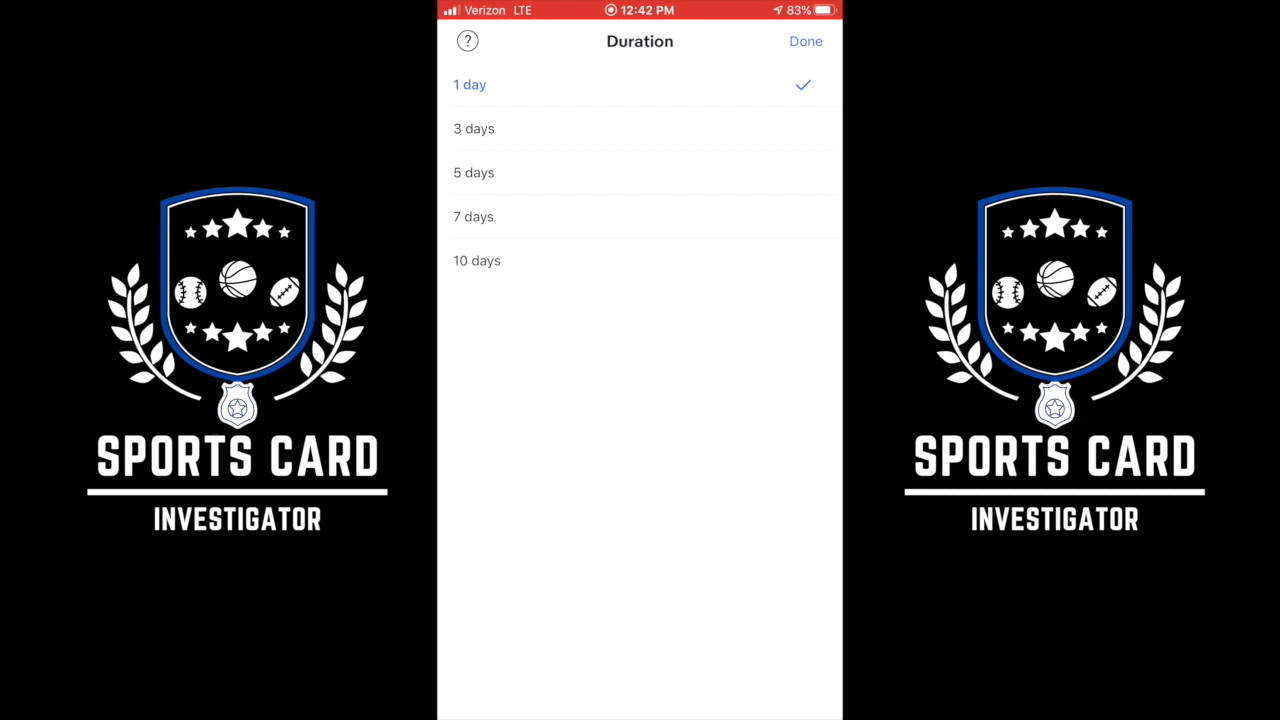 Verizon LTE 12:42 PM 83%
? Duration Done
1 day
3 days
5 days
7 days
10 days
SPORTS CARD
INVESTIGATOR
SPORTS CARD
INVESTIGATOR